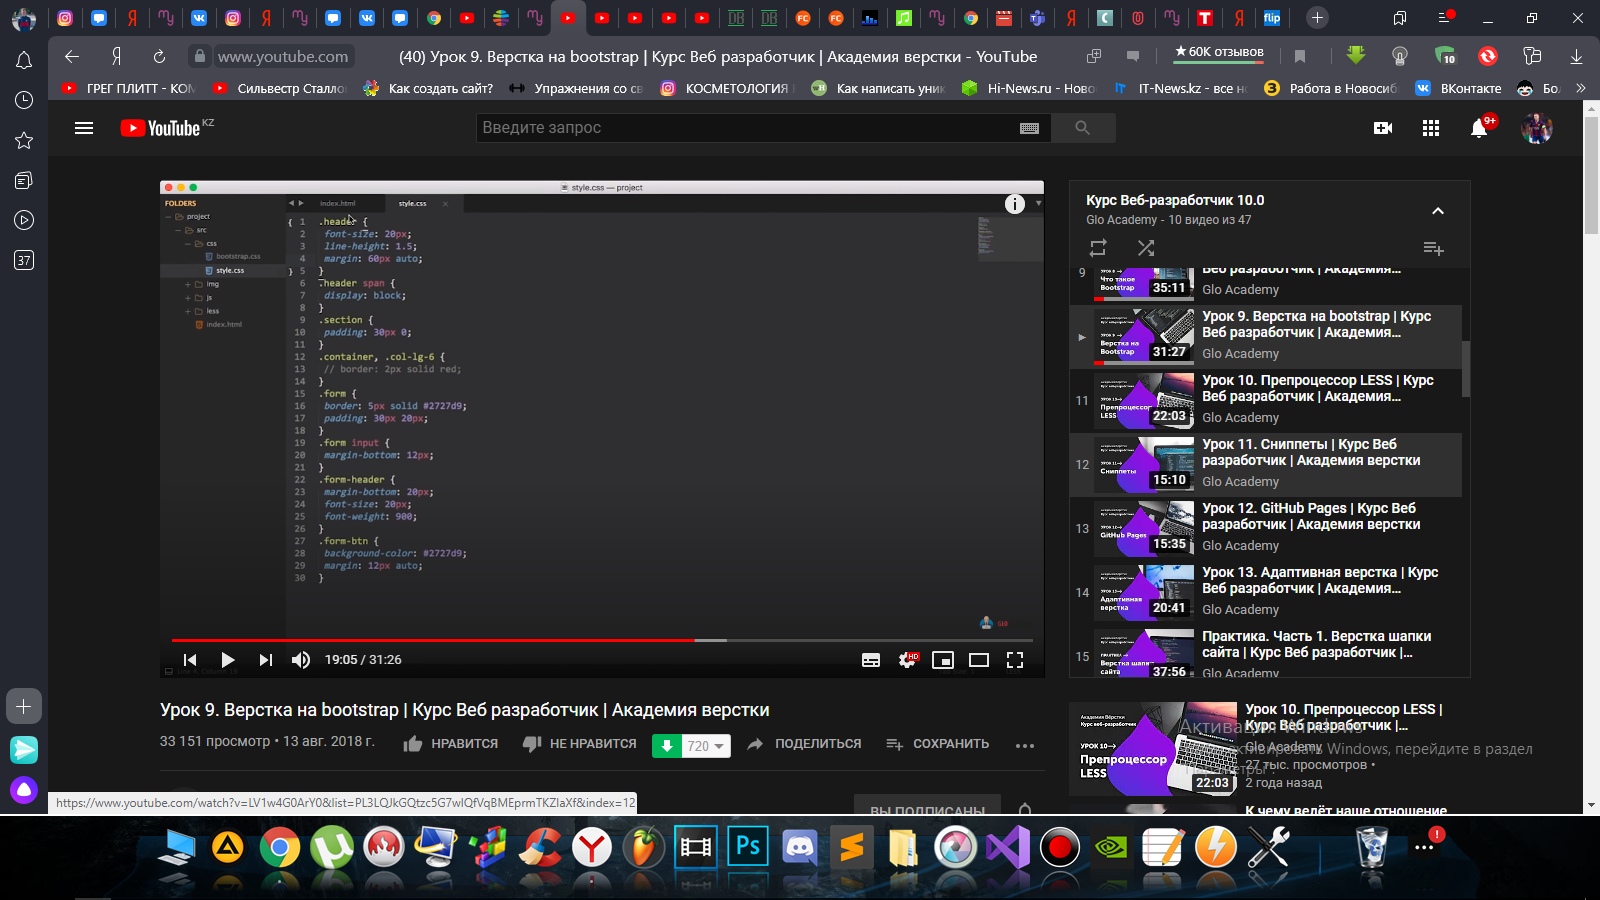 www.youtube.com
(40) Урок 9. Верстка на bootstrap | Курс Веб разработчик | Академия верстки - YouTube
★ 60K отзывов
10
ГРЕГ ПЛИТТ - КОМ
Сильвестр Сталло
Как создать сайт?
Упражнения со св
КОСМЕТОЛОГИЯ
Как написать уник
Hi-News.ru - Ново
IT-News.kz - все н
Работа в Новосиб
ВКонтакте
Бо
YouTube KZ
Введите запрос
9+
37
style.css — project
FOLDERS
project
src
css
bootstrap.css
style.css
img
js
less
index.html
index.html
style.css
1 .header {
2 font-size: 20px;
3 line-height: 1.5;
4 margin: 60px auto;
5 }
6 .header span {
7 display: block;
8 }
9 .section {
10 padding: 30px 0;
11 }
12 .container, .col-lg-6 {
13 // border: 2px solid red;
14 }
15 .form {
16 border: 5px solid #2727d9;
17 padding: 30px 20px;
18 }
19 .form input {
20 margin-bottom: 12px;
21 }
22 .form-header {
23 margin-bottom: 20px;
24 font-size: 20px;
25 font-weight: 900;
26 }
27 .form-btn {
28 background-color: #2727d9;
29 margin: 12px auto;
30 }
GLO
19:05 / 31:26
HD
Урок 9. Верстка на bootstrap | Курс Веб разработчик | Академия верстки
33 151 просмотр • 13 авг. 2018 г.
НРАВИТСЯ
НЕ НРАВИТСЯ
720
ПОДЕЛИТЬСЯ
СОХРАНИТЬ
ВЫ ПОДПИСАНЫ
https://www.youtube.com/watch?v=LV1w4G0ArY0&list=PL3LQJkGQtzc5G7wIQfVqBMEprmTKZlaXf&index=12
Курс Веб-разработчик 10.0
Glo Academy - 10 видео из 47
9
Что такое
Bootstrap
35:11
Веб разработчик | Академия...
Glo Academy
Верстка на
Bootstrap
31:27
Урок 9. Верстка на bootstrap | Курс
Веб разработчик | Академия...
Glo Academy
11
Препроцессор
LESS
22:03
Урок 10. Препроцессор LESS | Курс
Веб разработчик | Академия...
Glo Academy
12
Сниппеты
15:10
Урок 11. Сниппеты | Курс Веб
разработчик | Академия верстки
Glo Academy
13
GitHub Pages
15:35
Урок 12. GitHub Pages | Курс Веб
разработчик | Академия верстки
Glo Academy
14
Адаптивная
верстка
20:41
Урок 13. Адаптивная верстка | Курс
Веб разработчик | Академия...
Glo Academy
15
Верстка шапки
сайта
37:56
Практика. Часть 1. Верстка шапки
сайта | Курс Веб разработчик |...
Glo Academy
Академия Вёрстки
Курс веб-разработчик
УРОК 10→
Препроцессор
LESS
22:03
Урок 10. Препроцессор LESS |
Курс Веб разработчик |...
Glo Academy
27 тыс. просмотров •
2 года назад
Активация Windows
активировать Windows, перейдите в раздел
К чему ведёт наше отношение
Ps